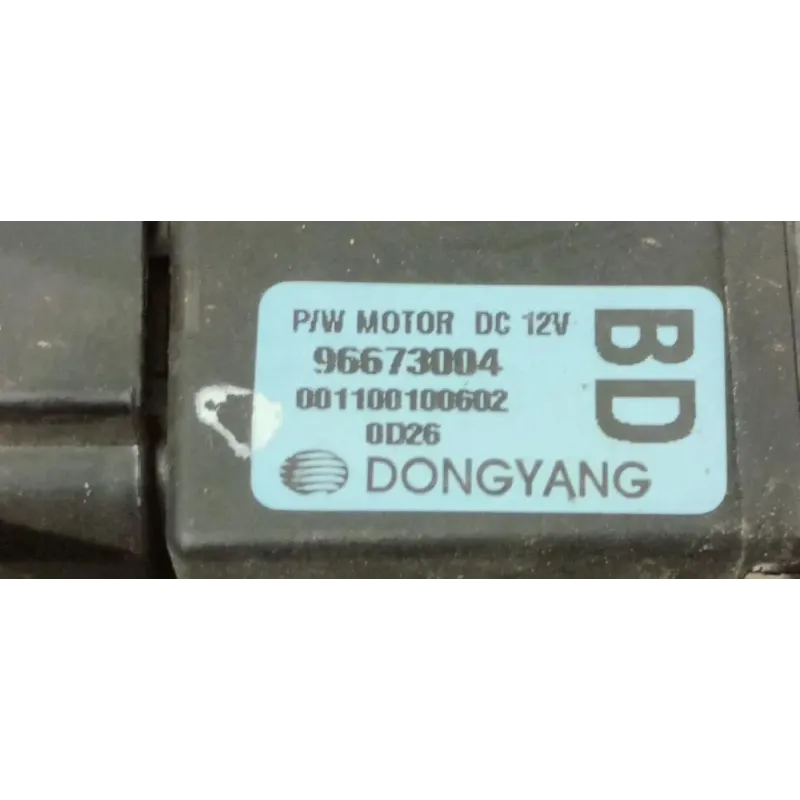 P/W MOTOR DC 12V
96673004
001100100602
0D26
DONGYANG
BD